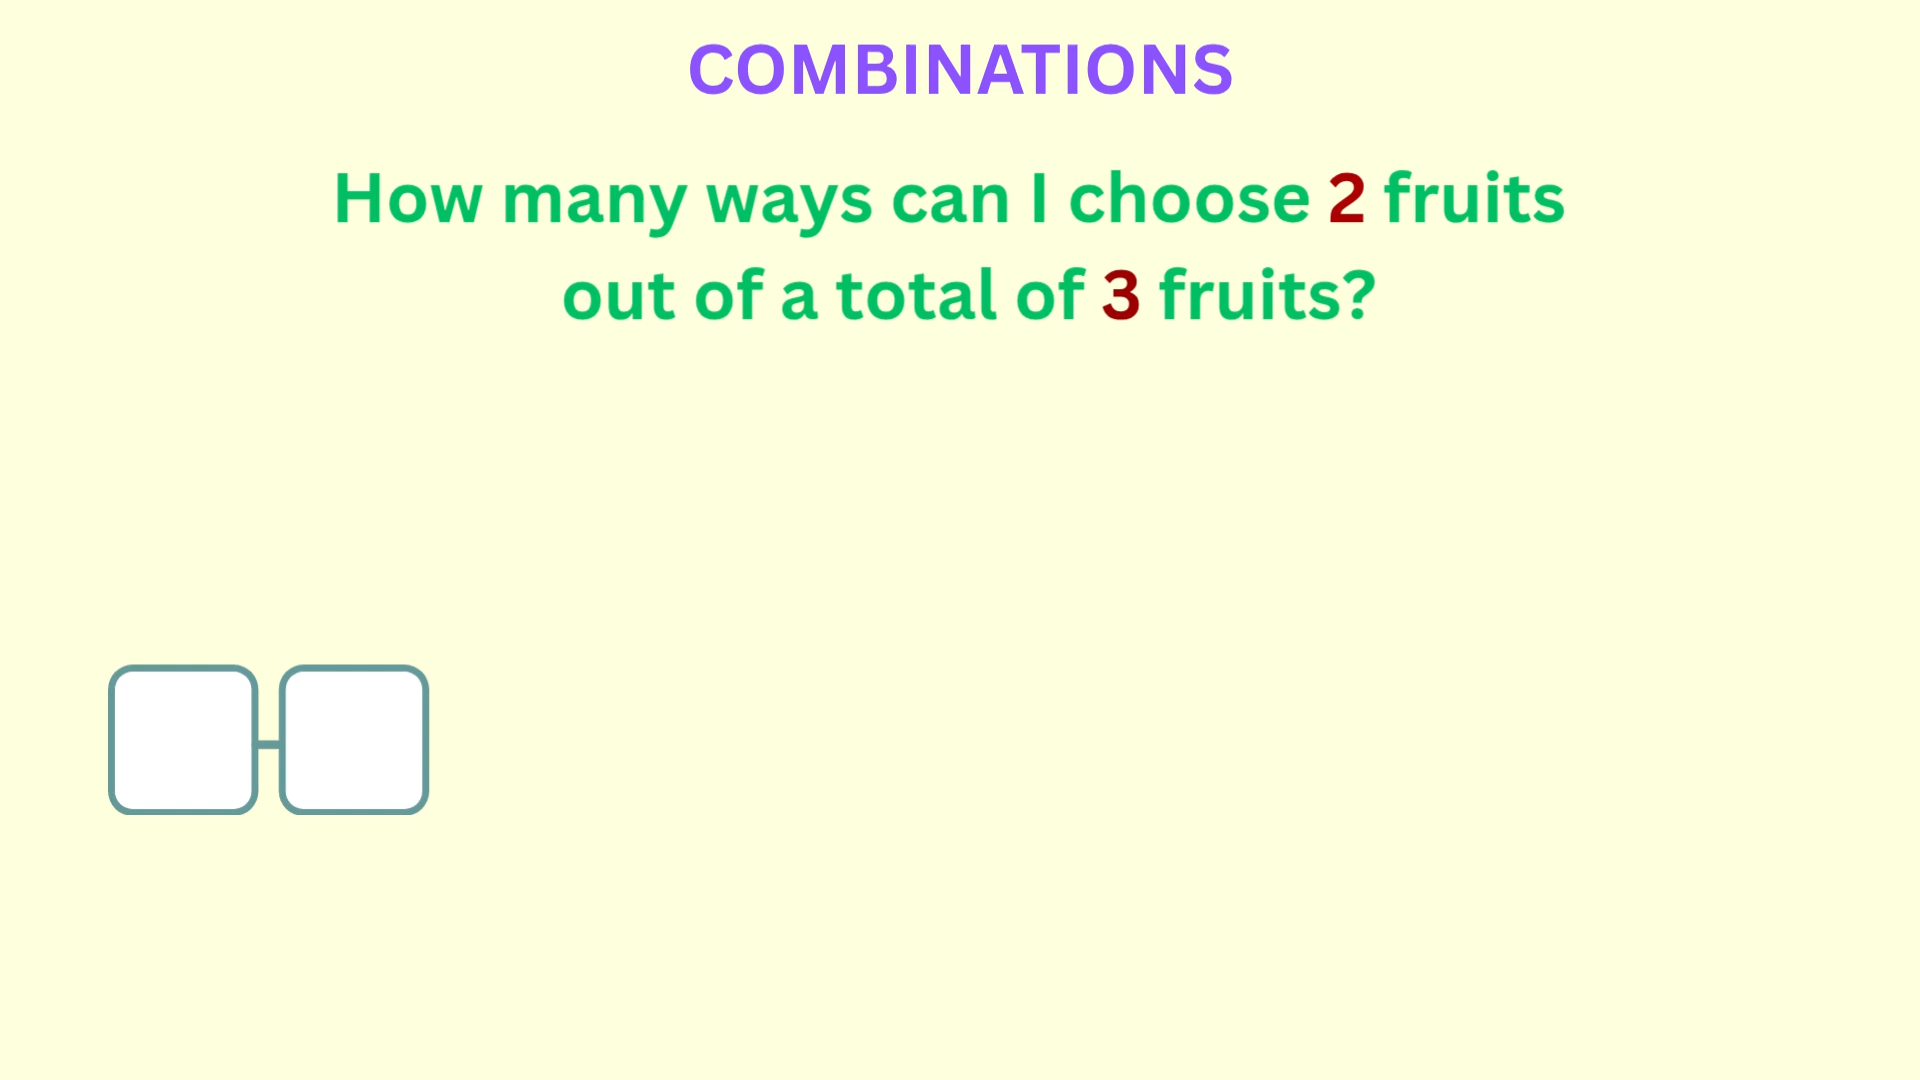 COMBINATIONS
How many ways can I choose 2 fruits
out of a total of 3 fruits?